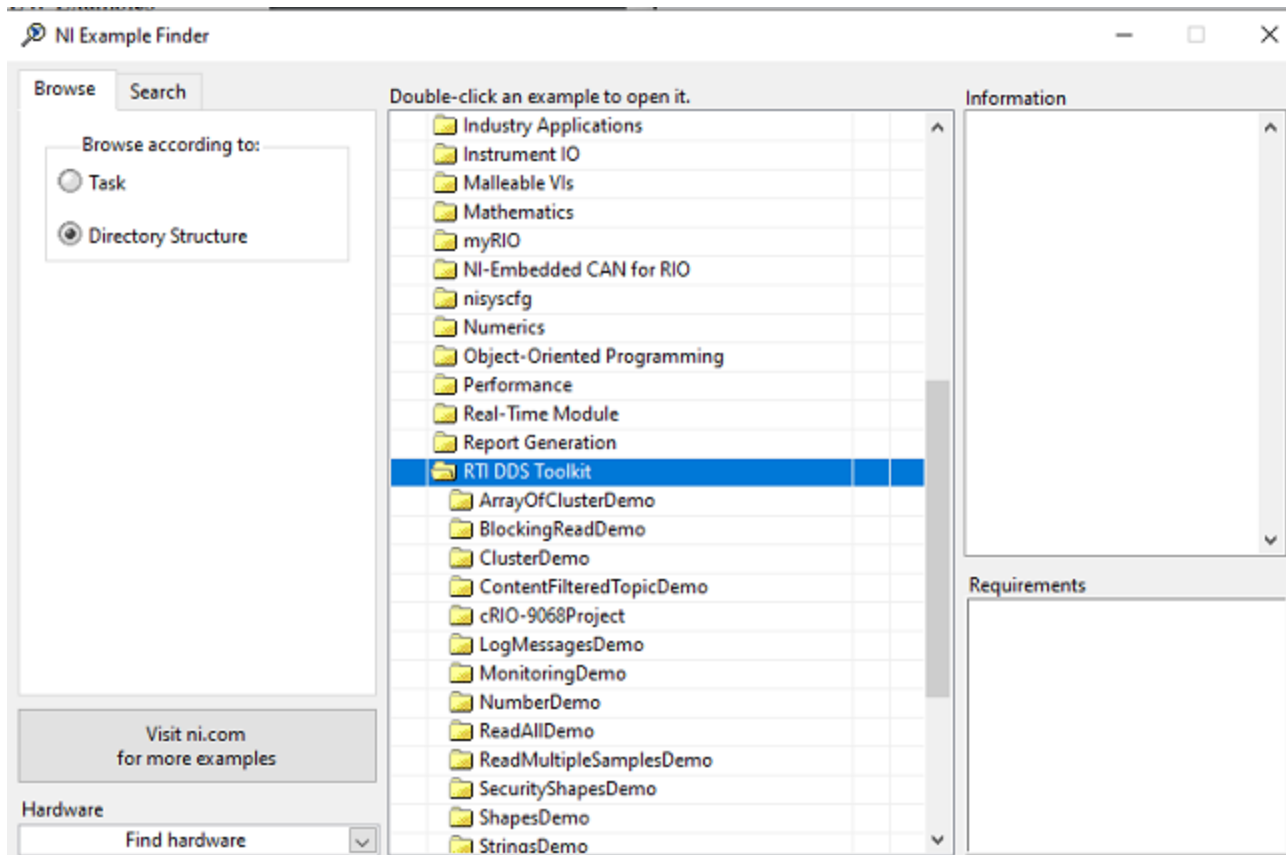 NI Example Finder
Browse
Search
Browse according to:
Task
Directory Structure
Visit ni.com
for more examples
Hardware
Find hardware
Double-click an example to open it.
Industry Applications
Instrument IO
Malleable VIs
Mathematics
myRIO
NI-Embedded CAN for RIO
nisyscfg
Numerics
Object-Oriented Programming
Performance
Real-Time Module
Report Generation
RTI DDS Toolkit
ArrayOfClusterDemo
BlockingReadDemo
ClusterDemo
ContentFilteredTopicDemo
cRIO-9068Project
LogMessagesDemo
MonitoringDemo
NumberDemo
ReadAllDemo
ReadMultipleSamplesDemo
SecurityShapesDemo
ShapesDemo
StringsDemo
Information
Requirements